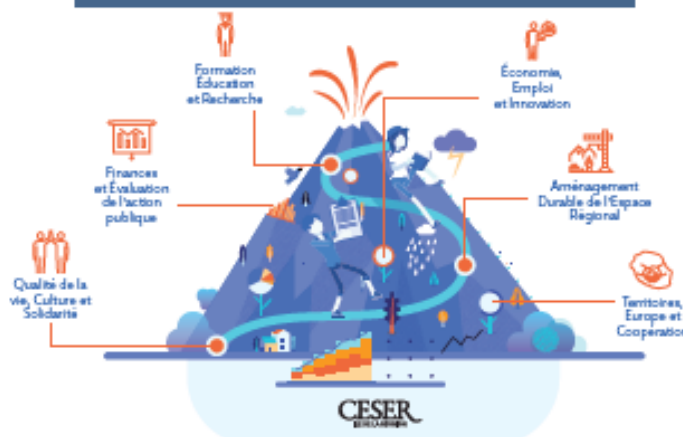 Formation
Éducation
et Recherche
Économie,
Emploi
et Innovation
Finances
et Évaluation
de l'action
publique
Aménagement
Durable de l'Espace
Régional
Qualité de la
vie, Culture et
Solidarité
Territoires,
Europe et
Coopération
CESER